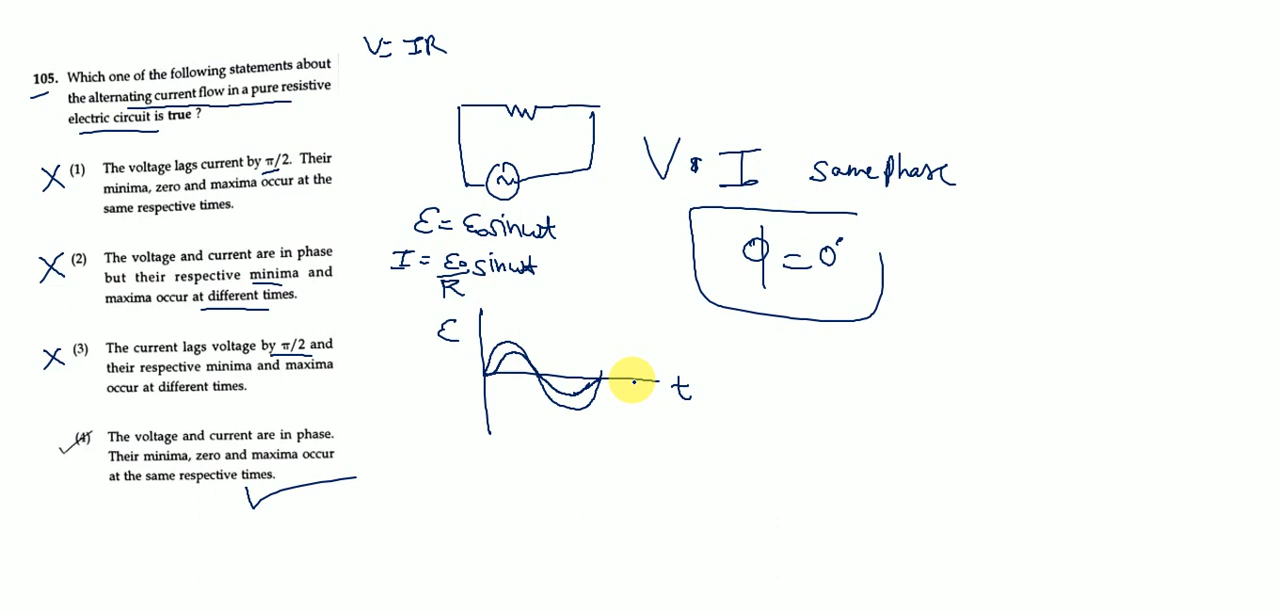 V= IR
105. Which one of the following statements about
the alternating current flow in a pure resistive
electric circuit is true ?
(1) The voltage lags current by π/2. Their
minima, zero and maxima occur at the
same respective times.
(2) The voltage and current are in phase
but their respective minima and
maxima occur at different times.
(3) The current lags voltage by π/2 and
their respective minima and maxima
occur at different times.
(4) The voltage and current are in phase.
Their minima, zero and maxima occur
at the same respective times.
ε = ε₀sinωt
I = ε₀/R sinωt
ε
t
V & I same phase
ϕ = 0°